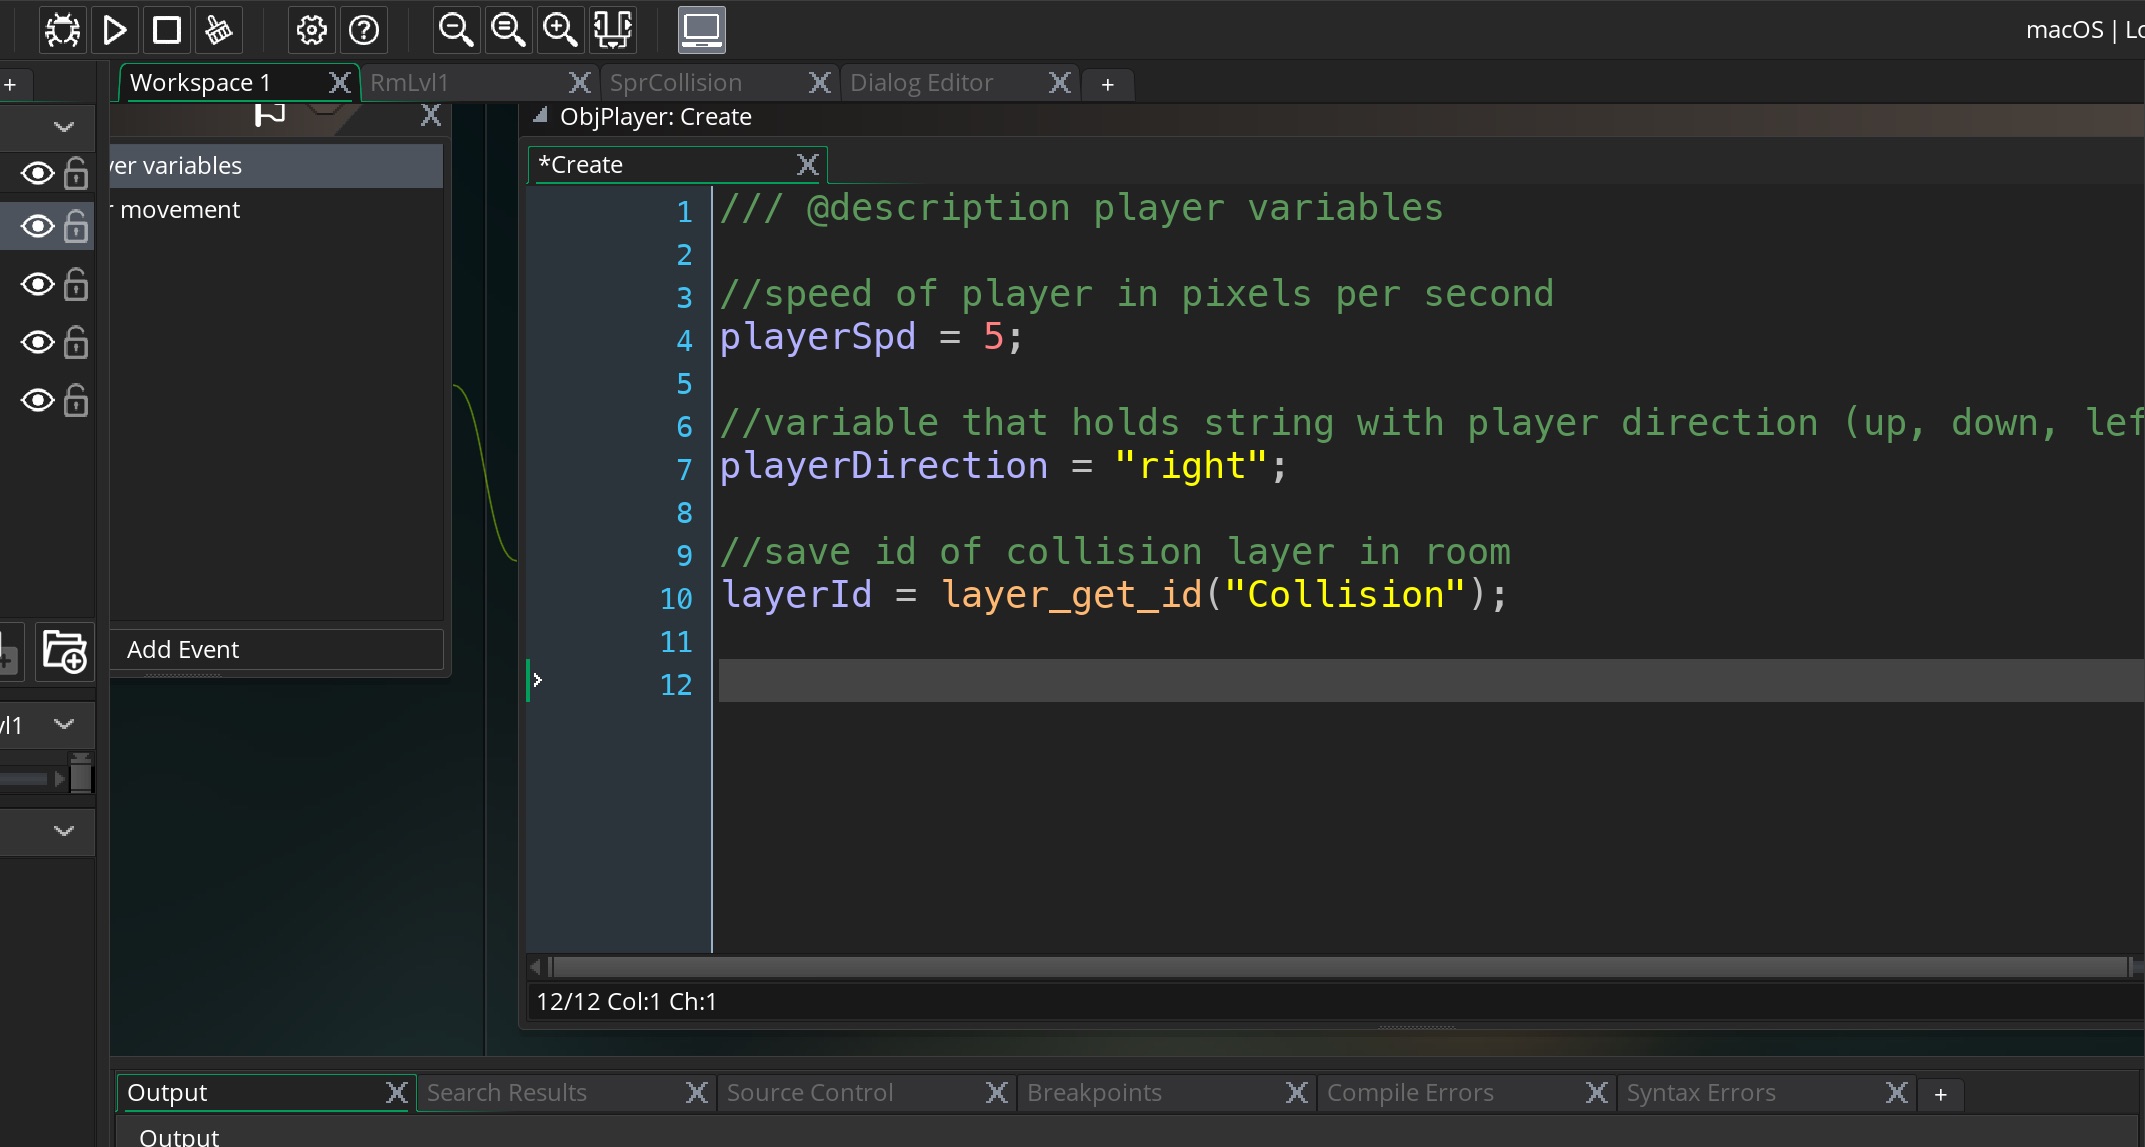 macOS | Lo
Workspace 1
RmLvl1
SprCollision
Dialog Editor
+
+
ObjPlayer: Create
yer variables
r movement
Add Event
vl1
*Create
1 /// @description player variables
2
3 //speed of player in pixels per second
4 playerSpd = 5;
5
6 //variable that holds string with player direction (up, down, lef
7 playerDirection = "right";
8
9 //save id of collision layer in room
10 layerId = layer_get_id("Collision");
11
12
12/12 Col:1 Ch:1
Output
Search Results
Source Control
Breakpoints
Compile Errors
Syntax Errors
+
Output